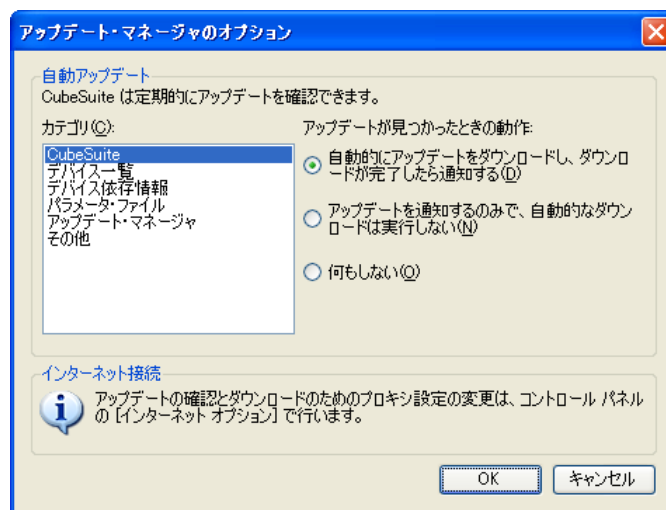 アップデート・マネージャのオプション
自動アップデート
CubeSuite は定期的にアップデートを確認できます。
カテゴリ(C):
CubeSuite
デバイス一覧
デバイス依存情報
パラメータ・ファイル
アップデート・マネージャ
その他
アップデートが見つかったときの動作:
自動的にアップデートをダウンロードし、ダウンロ
ードが完了したら通知する(D)
アップデートを通知するのみで、自動的なダウン
ロードは実行しない(N)
何もしない(O)
インターネット接続
アップデートの確認とダウンロードのためのプロキシ設定の変更は、コントロール パネル
の [インターネット オプション] で行います。
OK
キャンセル